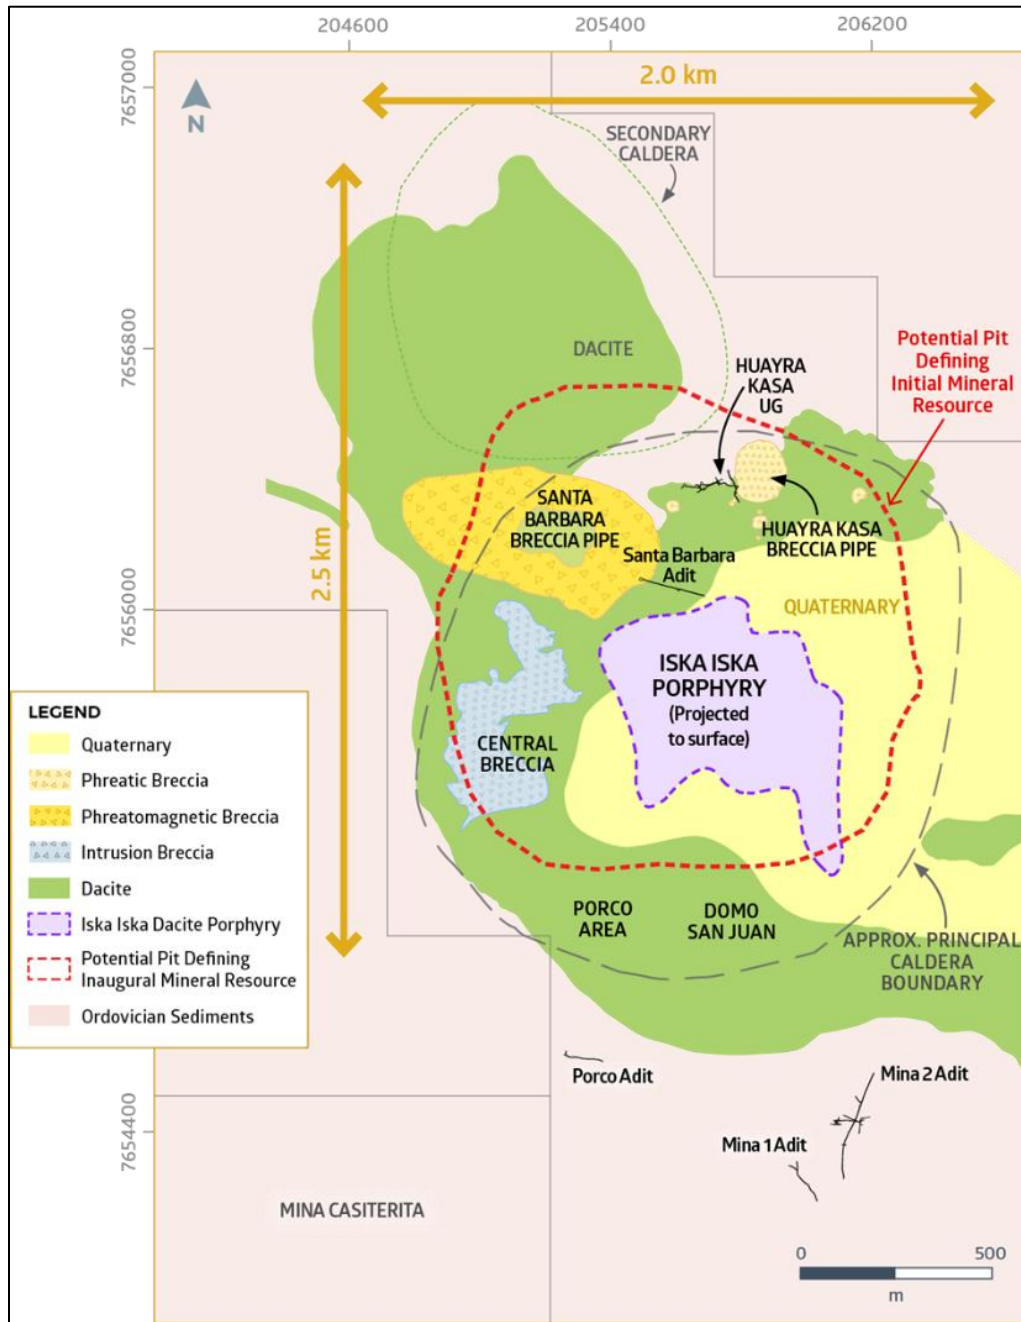 204600
205400
206200
7657000
2.0 km
N
SECONDARY
CALDERA
7656800
DACITE
Potential Pit
Defining
Initial Mineral
Resource
HUAYRA
KASA
UG
2.5 km
SANTA
BARBARA
BRECCIA PIPE
HUAYRA KASA
BRECCIA PIPE
Santa Barbara
Adit
7656000
QUATERNARY
ISKA ISKA
PORPHYRY
(Projected
to surface)
CENTRAL
BRECCIA
LEGEND
Quaternary
Phreatic Breccia
Phreatomagnetic Breccia
Intrusion Breccia
Dacite
Iska Iska Dacite Porphyry
Potential Pit Defining
Inaugural Mineral Resource
Ordovician Sediments
PORCO
AREA
DOMO
SAN JUAN
APPROX. PRINCIPAL
CALDERA
BOUNDARY
Porco Adit
Mina 2 Adit
7654400
Mina 1 Adit
MINA CASITERITA
0
500
m